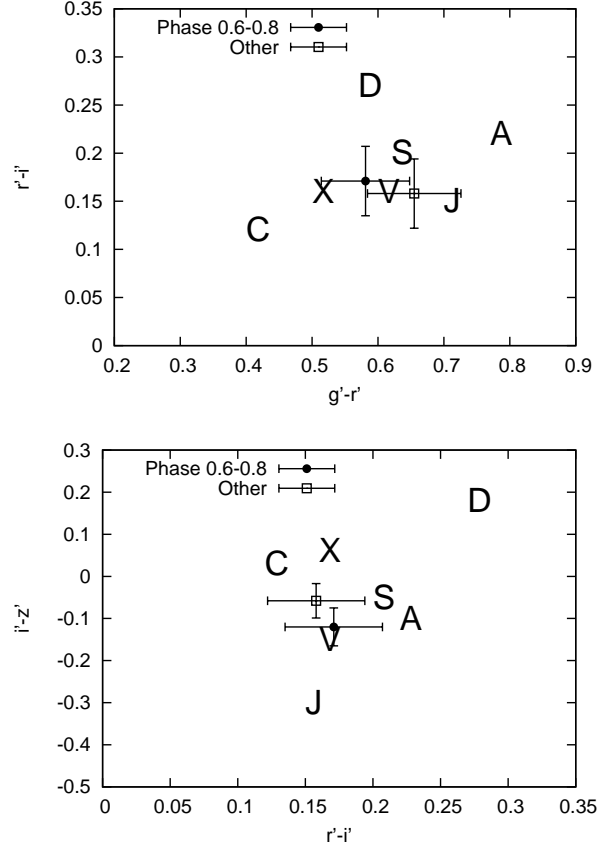 0.35
Phase 0.6-0.8
Other
0.3
D
0.25
A
r'-i'
0.2
S
X
V
J
0.15
C
0.1
0.05
0
0.2 0.3 0.4 0.5 0.6 0.7 0.8 0.9
g'-r'
0.3
Phase 0.6-0.8
Other
0.2
D
0.1
X
C
0
S
i'-z'
-0.1
A
V
-0.2
J
-0.3
-0.4
-0.5
0 0.05 0.1 0.15 0.2 0.25 0.3 0.35
r'-i'